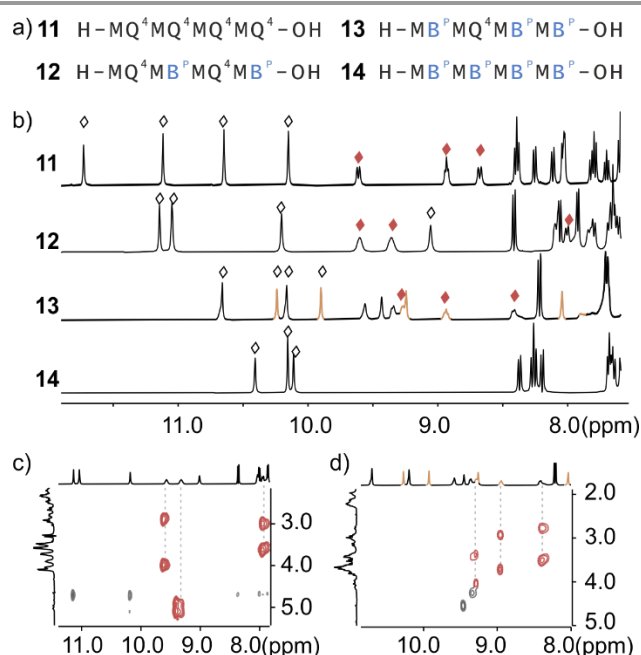 a) 11 H–MQ⁴MQ⁴MQ⁴MQ⁴–OH 13 H–MBᴾMQ⁴MBᴾMBᴾ–OH
12 H–MQ⁴MBᴾMQ⁴MBᴾ–OH 14 H–MBᴾMBᴾMBᴾMBᴾ–OH
b)
11
12
13
14
11.0 10.0 9.0 8.0(ppm)
c) d)
2.0
3.0 3.0
4.0 4.0
5.0 5.0
11.0 10.0 9.0 8.0(ppm) 10.0 9.0 8.0(ppm)